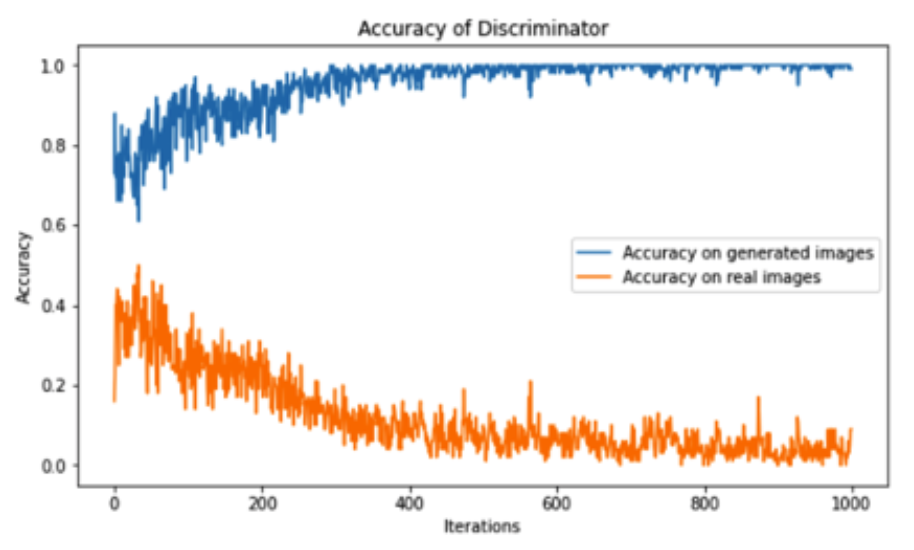 Accuracy of Discriminator
1.0
0.8
0.6
0.4
0.2
0.0
Accuracy
Accuracy on generated images
Accuracy on real images
0 200 400 600 800 1000
Iterations